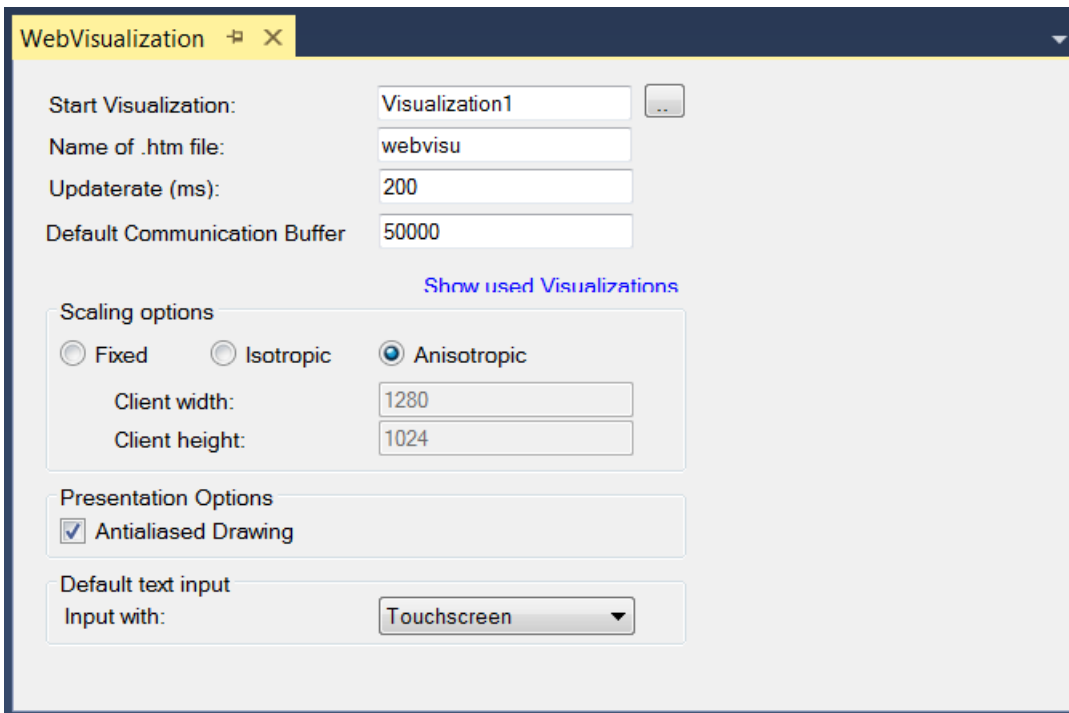 WebVisualization
Start Visualization: Visualization1 ..
Name of .htm file: webvisu
Updaterate (ms): 200
Default Communication Buffer 50000
Show used Visualizations
Scaling options
Fixed Isotropic Anisotropic
Client width: 1280
Client height: 1024
Presentation Options
Antialiased Drawing
Default text input
Input with: Touchscreen